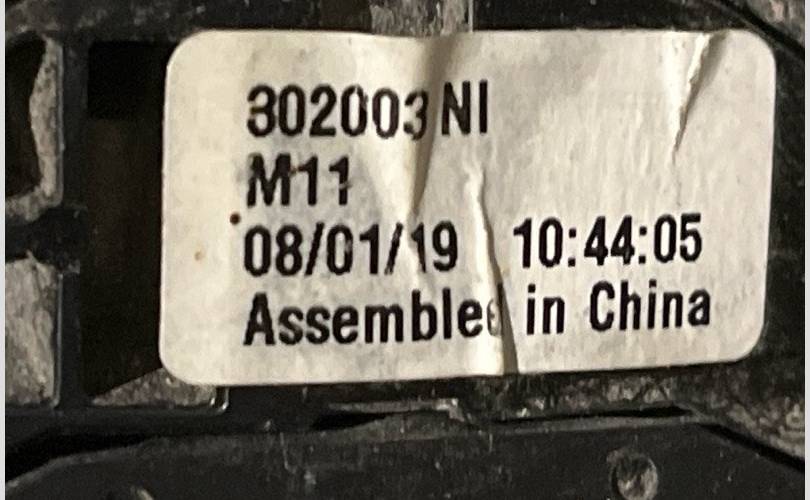 302003 NI
M11
08/01/19 10:44:05
Assembled in China